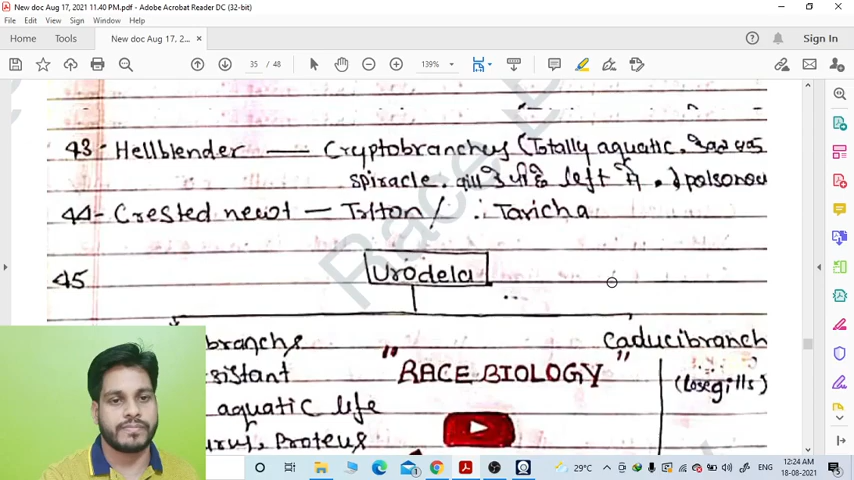 New doc Aug 17, 2021 11.40 PM.pdf - Adobe Acrobat Reader DC (32-bit)
File Edit View Sign Window Help
Home Tools New doc Aug 17, 2... × Sign In
35 / 48 139%
43- Hellblender — Cryptobranchus (Totally aquatic.
spiracle. gill left में.
44- Crested newt — Triton/ ∴ Taricha
45 Urodela
branchs caducibranch
sistant "RACE BIOLOGY" (lose gills)
aquatic life
Proteus
Race
29°C ENG 12:24 AM 18-08-2021